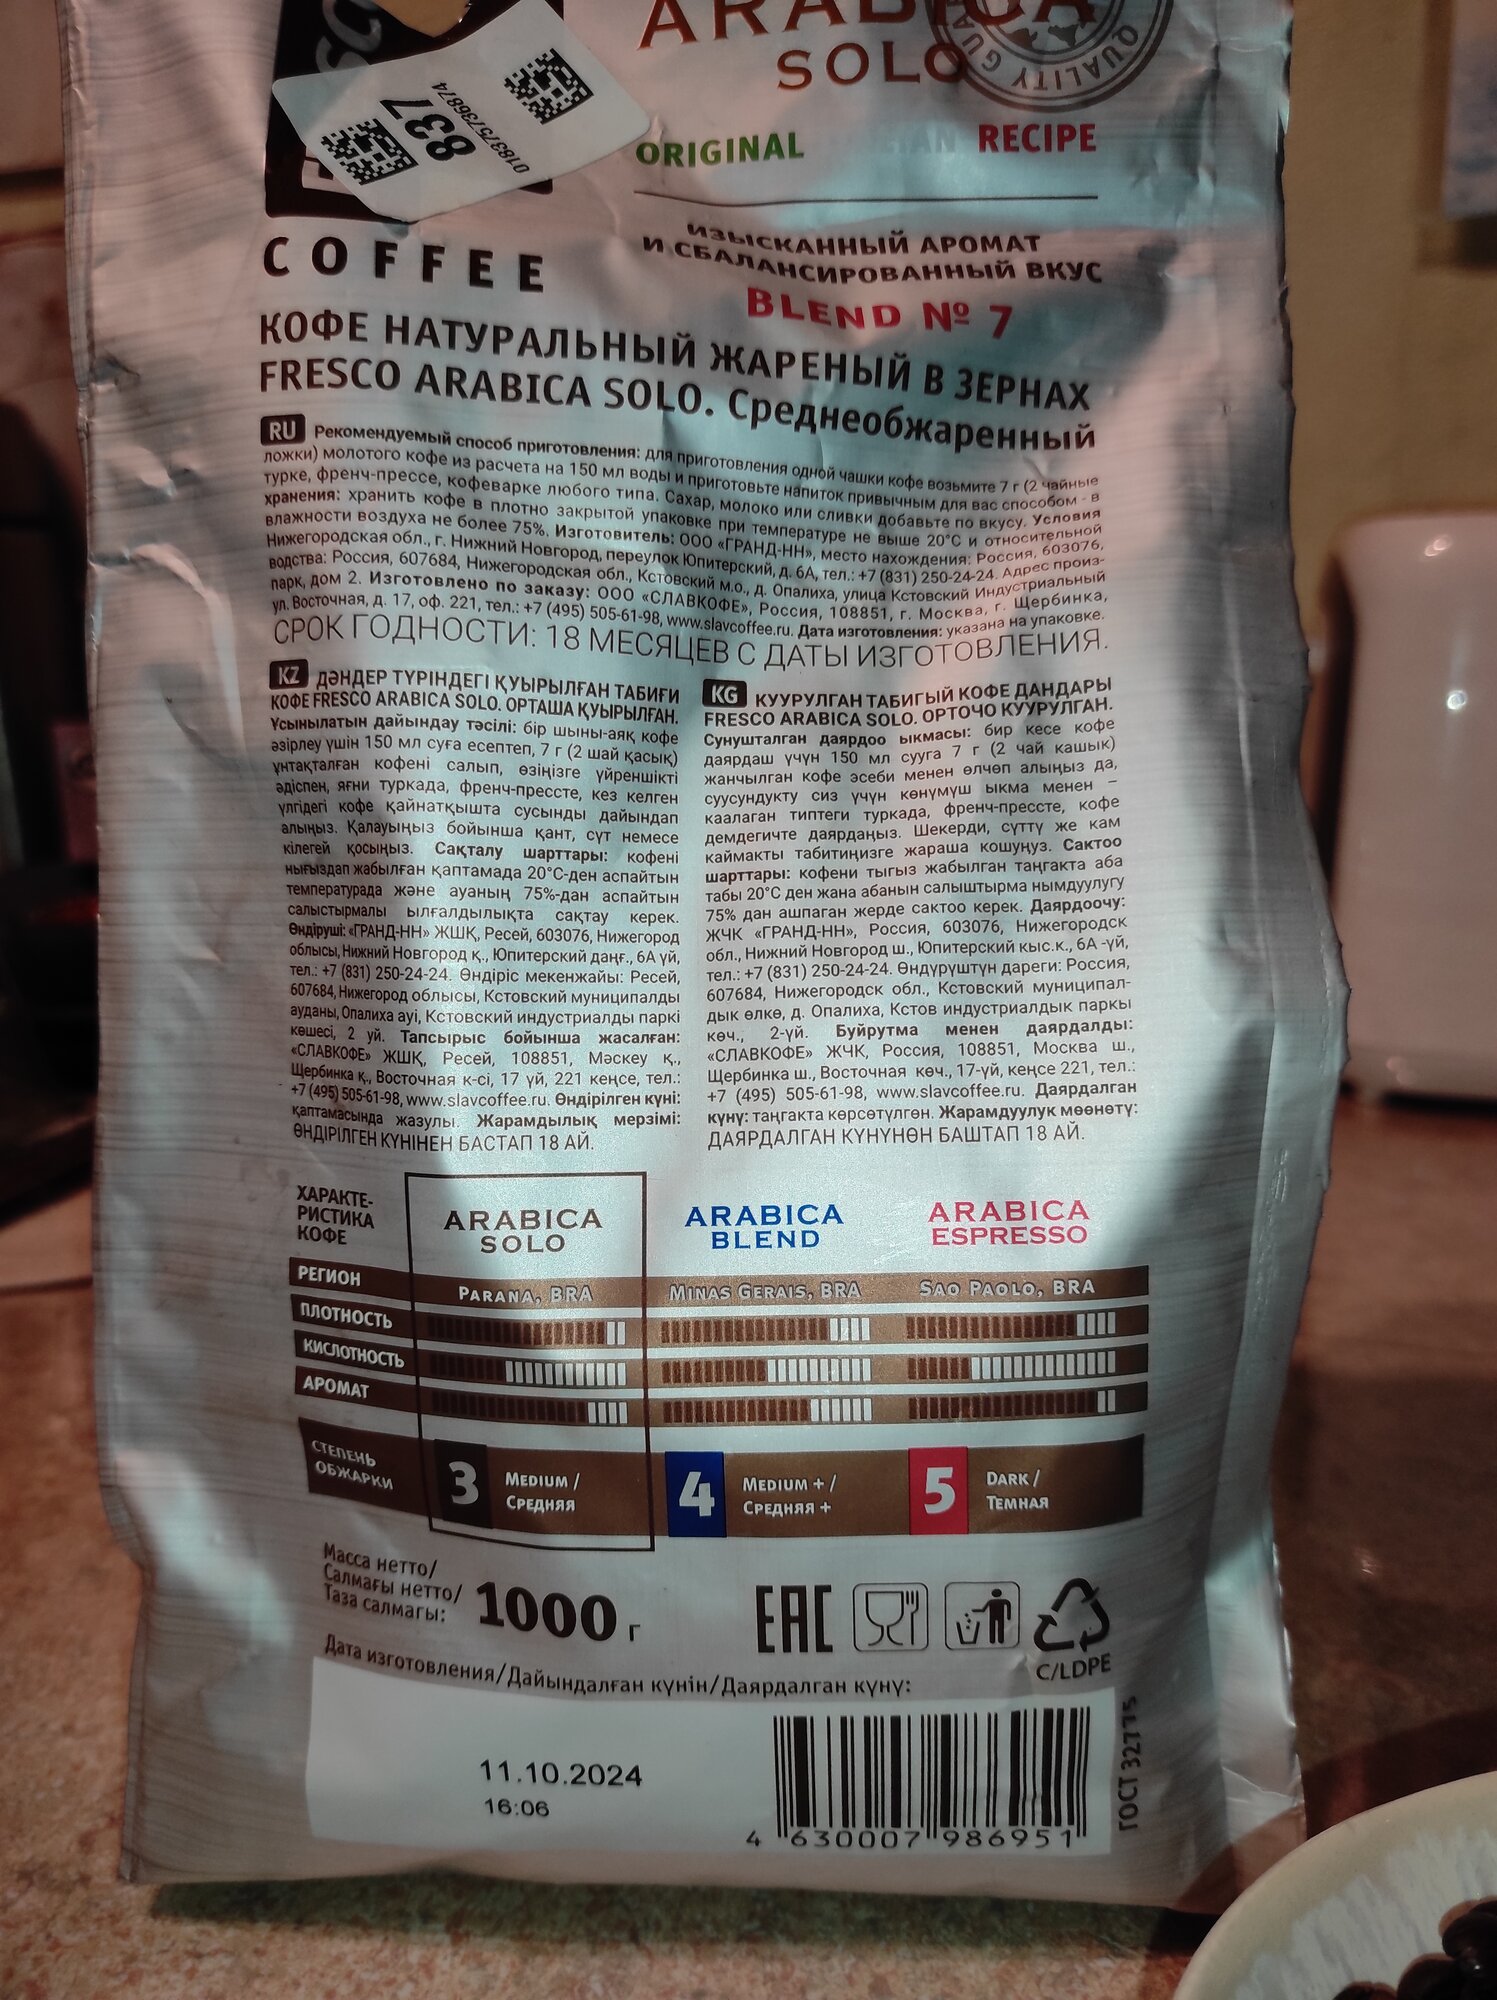 ARABICA
SOLO
QUALITY
837
018375736874
ORIGINAL RECIPE
COFFEE
ИЗЫСКАННЫЙ АРОМАТ
И СБАЛАНСИРОВАННЫЙ ВКУС
BLEND № 7
КОФЕ НАТУРАЛЬНЫЙ ЖАРЕНЫЙ В ЗЕРНАХ
FRESCO ARABICA SOLO. Среднеобжаренный
RU Рекомендуемый способ приготовления: для приготовления одной чашки кофе возьмите 7 г (2 чайные
ложки) молотого кофе из расчета на 150 мл воды и приготовьте напиток привычным для вас способом - в
турке, френч-прессе, кофеварке любого типа. Сахар, молоко или сливки добавьте по вкусу. Условия
хранения: хранить кофе в плотно закрытой упаковке при температуре не выше 20°С и относительной
влажности воздуха не более 75%. Изготовитель: ООО «ГРАНД-НН», место нахождения: Россия, 603076,
Нижегородская обл., г. Нижний Новгород, переулок Юпитерский, д. 6А, тел.: +7 (831) 250-24-24. Адрес произ-
водства: Россия, 607684, Нижегородская обл., Кстовский м.о., д. Опалиха, улица Кстовский Индустриальный
парк, дом 2. Изготовлено по заказу: ООО «СЛАВКОФЕ», Россия, 108851, г. Москва, г. Щербинка,
ул. Восточная, д. 17, оф. 221, тел.: +7 (495) 505-61-98, www.slavcoffee.ru. Дата изготовления: указана на упаковке.
СРОК ГОДНОСТИ: 18 МЕСЯЦЕВ С ДАТЫ ИЗГОТОВЛЕНИЯ.
KZ ДӘНДЕР ТҮРІНДЕГІ ҚУЫРЫЛҒАН ТАБИҒИ
КОФЕ FRESCO ARABICA SOLO. ОРТАША ҚУЫРЫЛҒАН.
Ұсынылатын дайындау тәсілі: бір шыны-аяқ кофе
әзірлеу үшін 150 мл суға есептеп, 7 г (2 шай қасық)
ұнтақталған кофені салып, өзіңізге үйреншікті
әдіспен, яғни туркада, френч-прессте, кез келген
үлгідегі кофе қайнатқышта сусынды дайындап
алыңыз. Қалауыңыз бойынша қант, сүт немесе
кілегей қосыңыз. Сақталу шарттары: кофені
нығыздап жабылған қаптамада 20°С-ден аспайтын
температурада және ауаның 75%-дан аспайтын
салыстырмалы ылғалдылықта сақтау керек.
Өндіруші: «ГРАНД-НН» ЖШҚ, Ресей, 603076, Нижегород
облысы, Нижний Новгород қ., Юпитерский даңғ., 6А үй,
тел.: +7 (831) 250-24-24. Өндіріс мекенжайы: Ресей,
607684, Нижегород облысы, Кстовский муниципалды
ауданы, Опалиха ауі, Кстовский индустриалды паркі
көшесі, 2 үй. Тапсырыс бойынша жасалған:
«СЛАВКОФЕ» ЖШҚ, Ресей, 108851, Мәскеу қ.,
Щербинка қ., Восточная к-сі, 17 үй, 221 кеңсе, тел.:
+7 (495) 505-61-98, www.slavcoffee.ru. Өндірілген күні:
қаптамасында жазулы. Жарамдылық мерзімі:
ӨНДІРІЛГЕН КҮНІНЕН БАСТАП 18 АЙ.
KG КУУРУЛГАН ТАБИГЫЙ КОФЕ ДАНДАРЫ
FRESCO ARABICA SOLO. ОРТОЧО КУУРУЛГАН.
Сунушталган даярдоо ыкмасы: бир кесе кофе
даярдаш үчүн 150 мл сууга 7 г (2 чай кашык)
жанчылган кофе эсеби менен өлчөп алыңыз да,
суусундукту сиз үчүн көнүмүш ыкма менен –
каалаган типтеги туркада, френч-прессте, кофе
демдегичте даярдаңыз. Шекерди, сүттү же кам
каймакты табитиңизге жараша кошуңуз. Сактоо
шарттары: кофени тыгыз жабылган таңгакта аба
табы 20°С ден жана абанын салыштырма нымдуулугу
75% дан ашпаган жерде сактоо керек. Даярдоочу:
ЖЧК «ГРАНД-НН», Россия, 603076, Нижегородск
обл., Нижний Новгород ш., Юпитерский кыс.к., 6А -үй,
тел.: +7 (831) 250-24-24. Өндүрүштүн дареги: Россия,
607684, Нижегородск обл., Кстовский муниципал-
дык өлкө, д. Опалиха, Кстов индустриалдык паркы
көч., 2-үй. Буйрутма менен даярдалды:
«СЛАВКОФЕ» ЖЧК, Россия, 108851, Москва ш.,
Щербинка ш., Восточная көч., 17-үй, кеңсе 221, тел.:
+7 (495) 505-61-98, www.slavcoffee.ru. Даярдалган
күнү: таңгакта көрсөтүлгөн. Жарамдуулук мөөнөтү:
ДАЯРДАЛГАН КҮНҮНӨН БАШТАП 18 АЙ.
ХАРАКТЕ-
РИСТИКА
КОФЕ
ARABICA
SOLO
ARABICA
BLEND
ARABICA
ESPRESSO
РЕГИОН PARANA, BRA MINAS GERAIS, BRA SAO PAOLO, BRA
ПЛОТНОСТЬ
КИСЛОТНОСТЬ
АРОМАТ
СТЕПЕНЬ
ОБЖАРКИ
3 MEDIUM /
СРЕДНЯЯ
4 MEDIUM + /
СРЕДНЯЯ +
5 DARK /
ТЕМНАЯ
Масса нетто/
Салмағы нетто/
Таза салмагы:
1000 г
EAC
C/LDPE
Дата изготовления/Дайындалған күнін/Даярдалган күнү:
11.10.2024
16:06
4 630007 986951
ГОСТ 32775